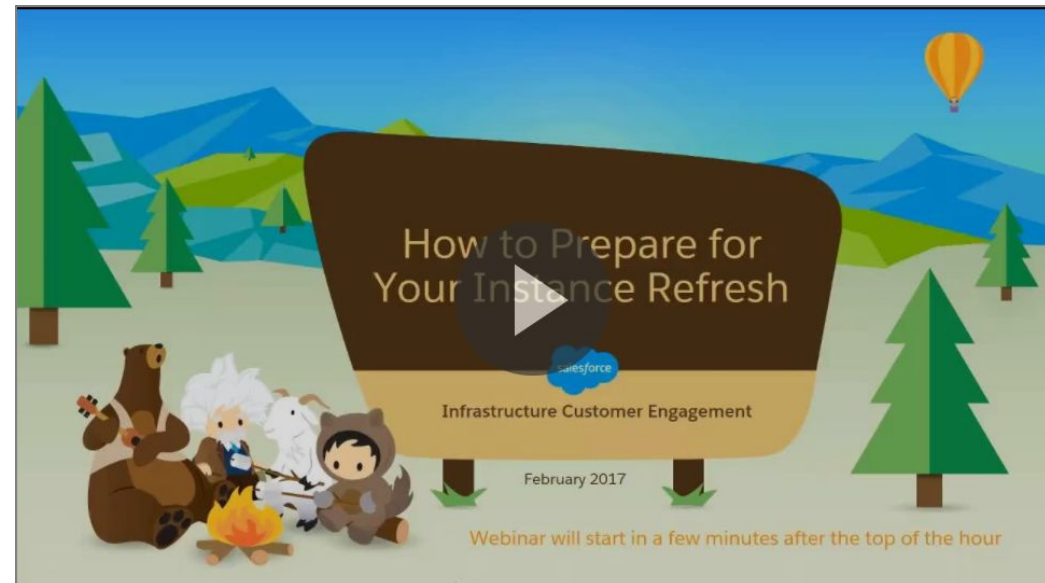 How to Prepare for
Your Instance Refresh
salesforce
Infrastructure Customer Engagement
February 2017
Webinar will start in a few minutes after the top of the hour